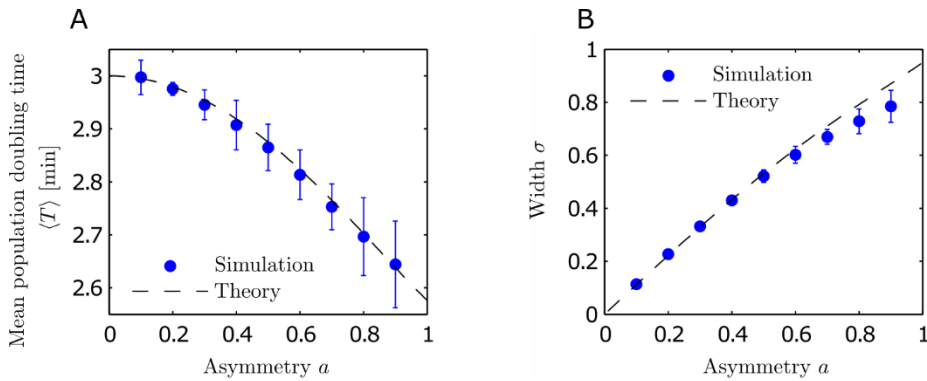 A
Mean population doubling time
⟨T⟩ [min]
3
2.9
2.8
2.7
2.6
0
0.2
0.4
0.6
0.8
1
Simulation
Theory
Asymmetry a
B
Width σ
1
0.8
0.6
0.4
0.2
0
0
0.2
0.4
0.6
0.8
1
Simulation
Theory
Asymmetry a